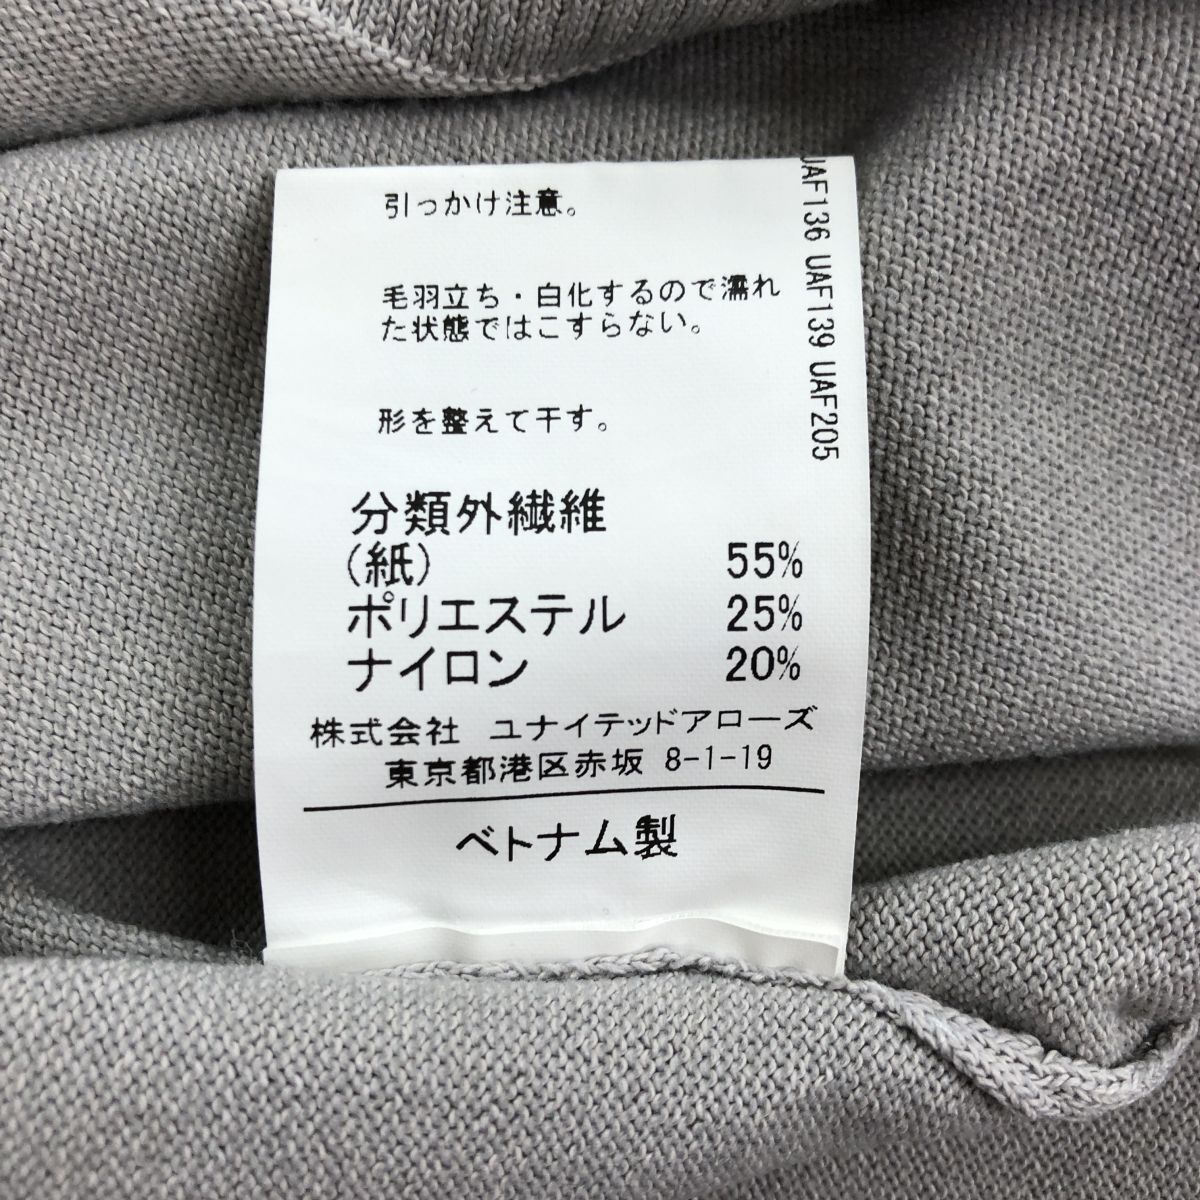 引っかけ注意。
毛羽立ち・白化するので濡れ
た状態ではこすらない。
形を整えて干す。
分類外繊維
(紙) 55%
ポリエステル 25%
ナイロン 20%
株式会社 ユナイテッドアローズ
東京都港区赤坂 8-1-19
ベトナム製
UAF136 UAF139 UAF205